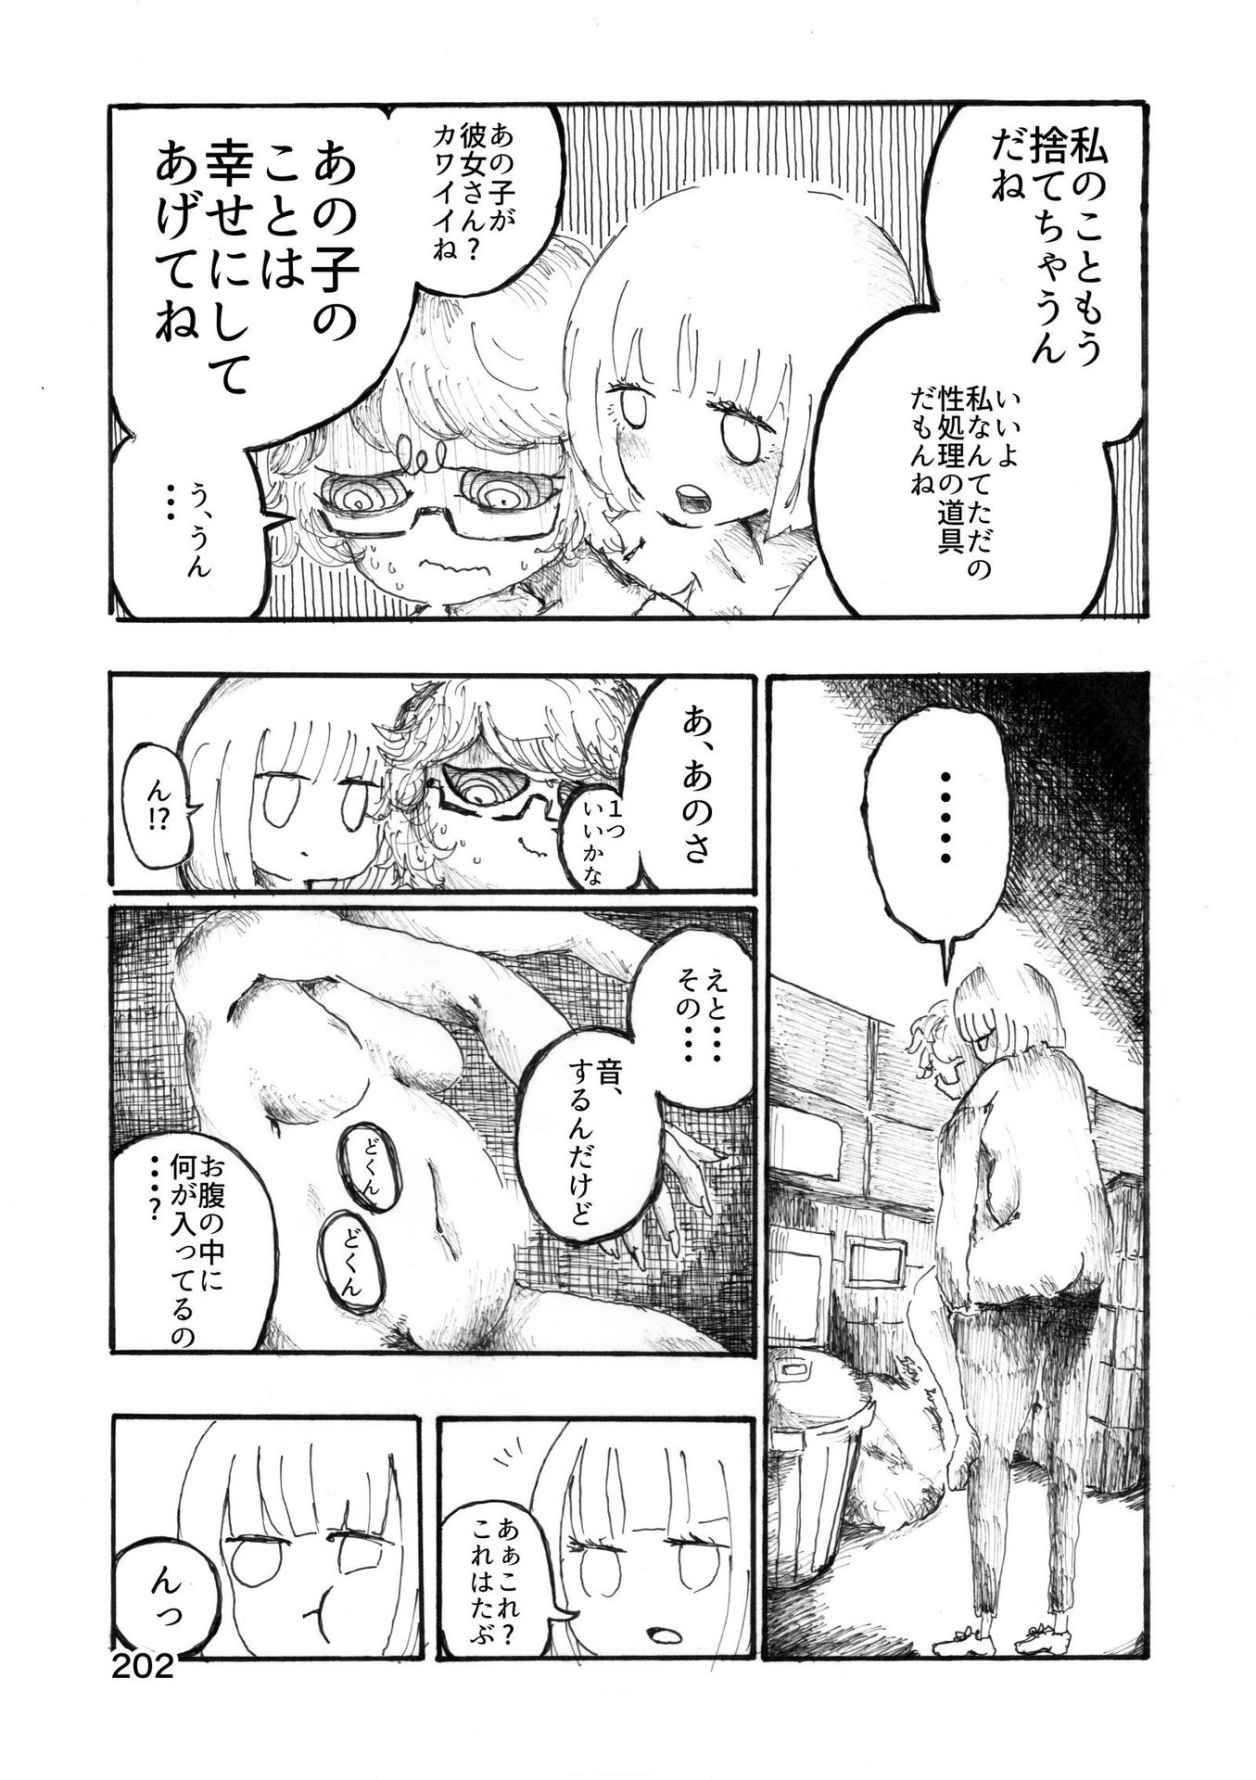 私のこともう
捨てちゃうん
だね
いいよ
私なんてただの
性処理の道具
だもんね
あの子が
彼女さん？
カワイイね
あの子の
ことは
幸せにして
あげてね
う、うん
・・・
・・・・・
あ、あのさ
1つ
いいかな
ん!?
えと・・・
その・・・
音、
するんだけど
どくん
どくん
お腹の中に
何が入ってるの
・・・？
あぁこれ？
これはたぶ
んっ
202